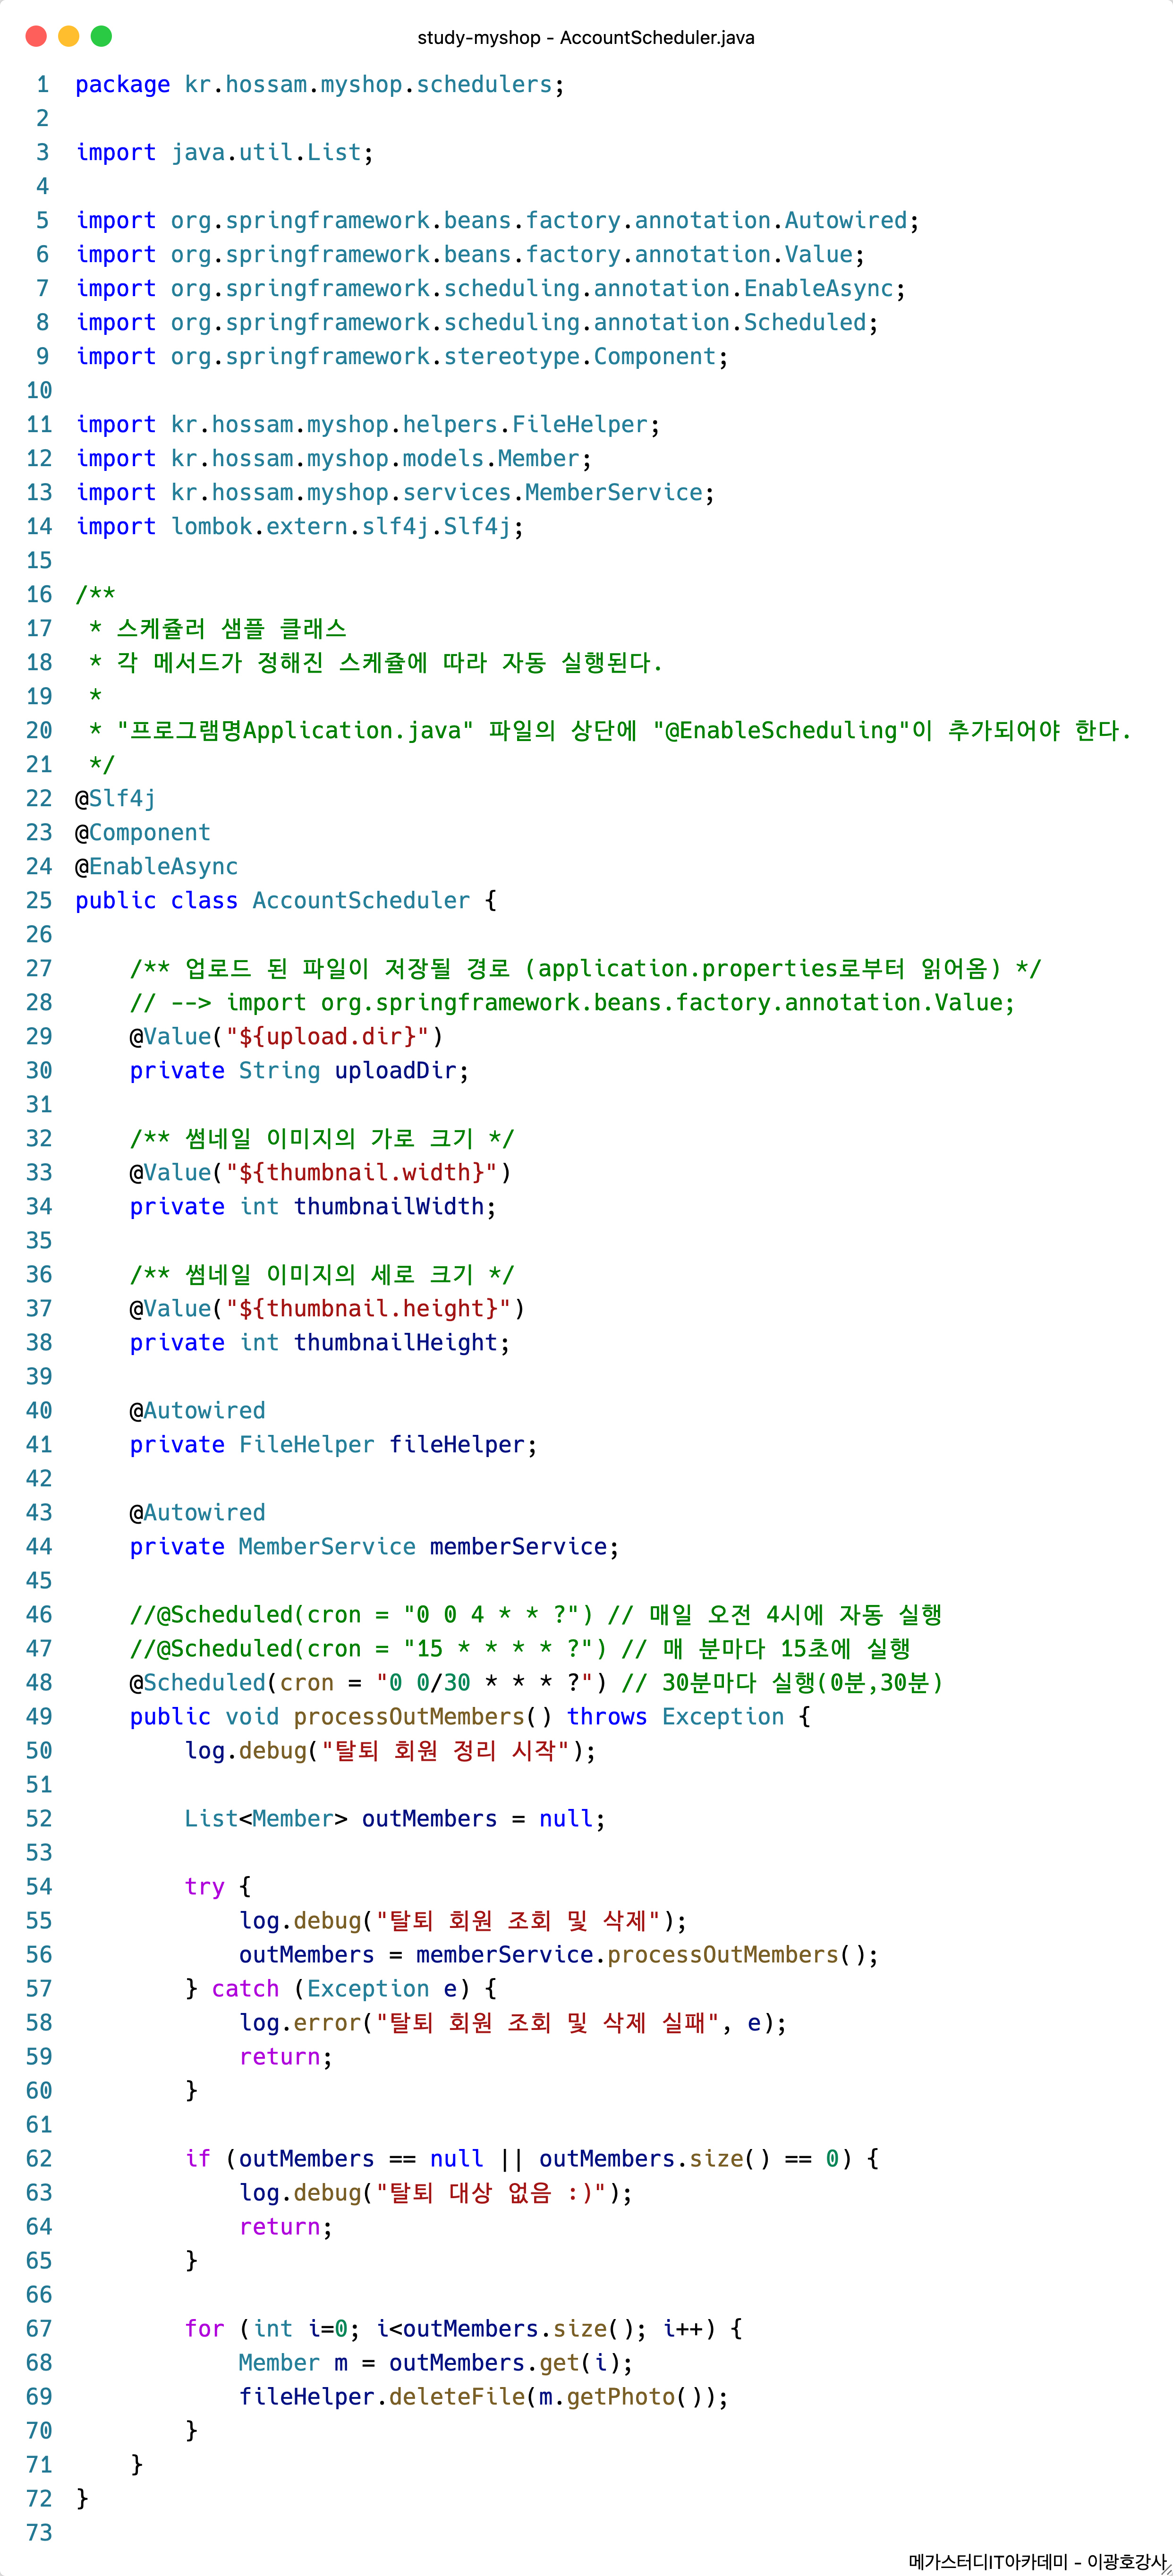 study-myshop - AccountScheduler.java
1 package kr.hossam.myshop.schedulers;
2
3 import java.util.List;
4
5 import org.springframework.beans.factory.annotation.Autowired;
6 import org.springframework.beans.factory.annotation.Value;
7 import org.springframework.scheduling.annotation.EnableAsync;
8 import org.springframework.scheduling.annotation.Scheduled;
9 import org.springframework.stereotype.Component;
10
11 import kr.hossam.myshop.helpers.FileHelper;
12 import kr.hossam.myshop.models.Member;
13 import kr.hossam.myshop.services.MemberService;
14 import lombok.extern.slf4j.Slf4j;
15
16 /**
17  * 스케쥴러 샘플 클래스
18  * 각 메서드가 정해진 스케쥴에 따라 자동 실행된다.
19  *
20  * "프로그램명Application.java" 파일의 상단에 "@EnableScheduling"이 추가되어야 한다.
21  */
22 @Slf4j
23 @Component
24 @EnableAsync
25 public class AccountScheduler {
26
27     /** 업로드 된 파일이 저장될 경로 (application.properties로부터 읽어옴) */
28     // --> import org.springframework.beans.factory.annotation.Value;
29     @Value("${upload.dir}")
30     private String uploadDir;
31
32     /** 썸네일 이미지의 가로 크기 */
33     @Value("${thumbnail.width}")
34     private int thumbnailWidth;
35
36     /** 썸네일 이미지의 세로 크기 */
37     @Value("${thumbnail.height}")
38     private int thumbnailHeight;
39
40     @Autowired
41     private FileHelper fileHelper;
42
43     @Autowired
44     private MemberService memberService;
45
46     //@Scheduled(cron = "0 0 4 * * ?") // 매일 오전 4시에 자동 실행
47     //@Scheduled(cron = "15 * * * * ?") // 매 분마다 15초에 실행
48     @Scheduled(cron = "0 0/30 * * * ?") // 30분마다 실행(0분,30분)
49     public void processOutMembers() throws Exception {
50         log.debug("탈퇴 회원 정리 시작");
51
52         List<Member> outMembers = null;
53
54         try {
55             log.debug("탈퇴 회원 조회 및 삭제");
56             outMembers = memberService.processOutMembers();
57         } catch (Exception e) {
58             log.error("탈퇴 회원 조회 및 삭제 실패", e);
59             return;
60         }
61
62         if (outMembers == null || outMembers.size() == 0) {
63             log.debug("탈퇴 대상 없음 :)");
64             return;
65         }
66
67         for (int i=0; i<outMembers.size(); i++) {
68             Member m = outMembers.get(i);
69             fileHelper.deleteFile(m.getPhoto());
70         }
71     }
72 }
73
메가스터디IT아카데미 - 이광호강사